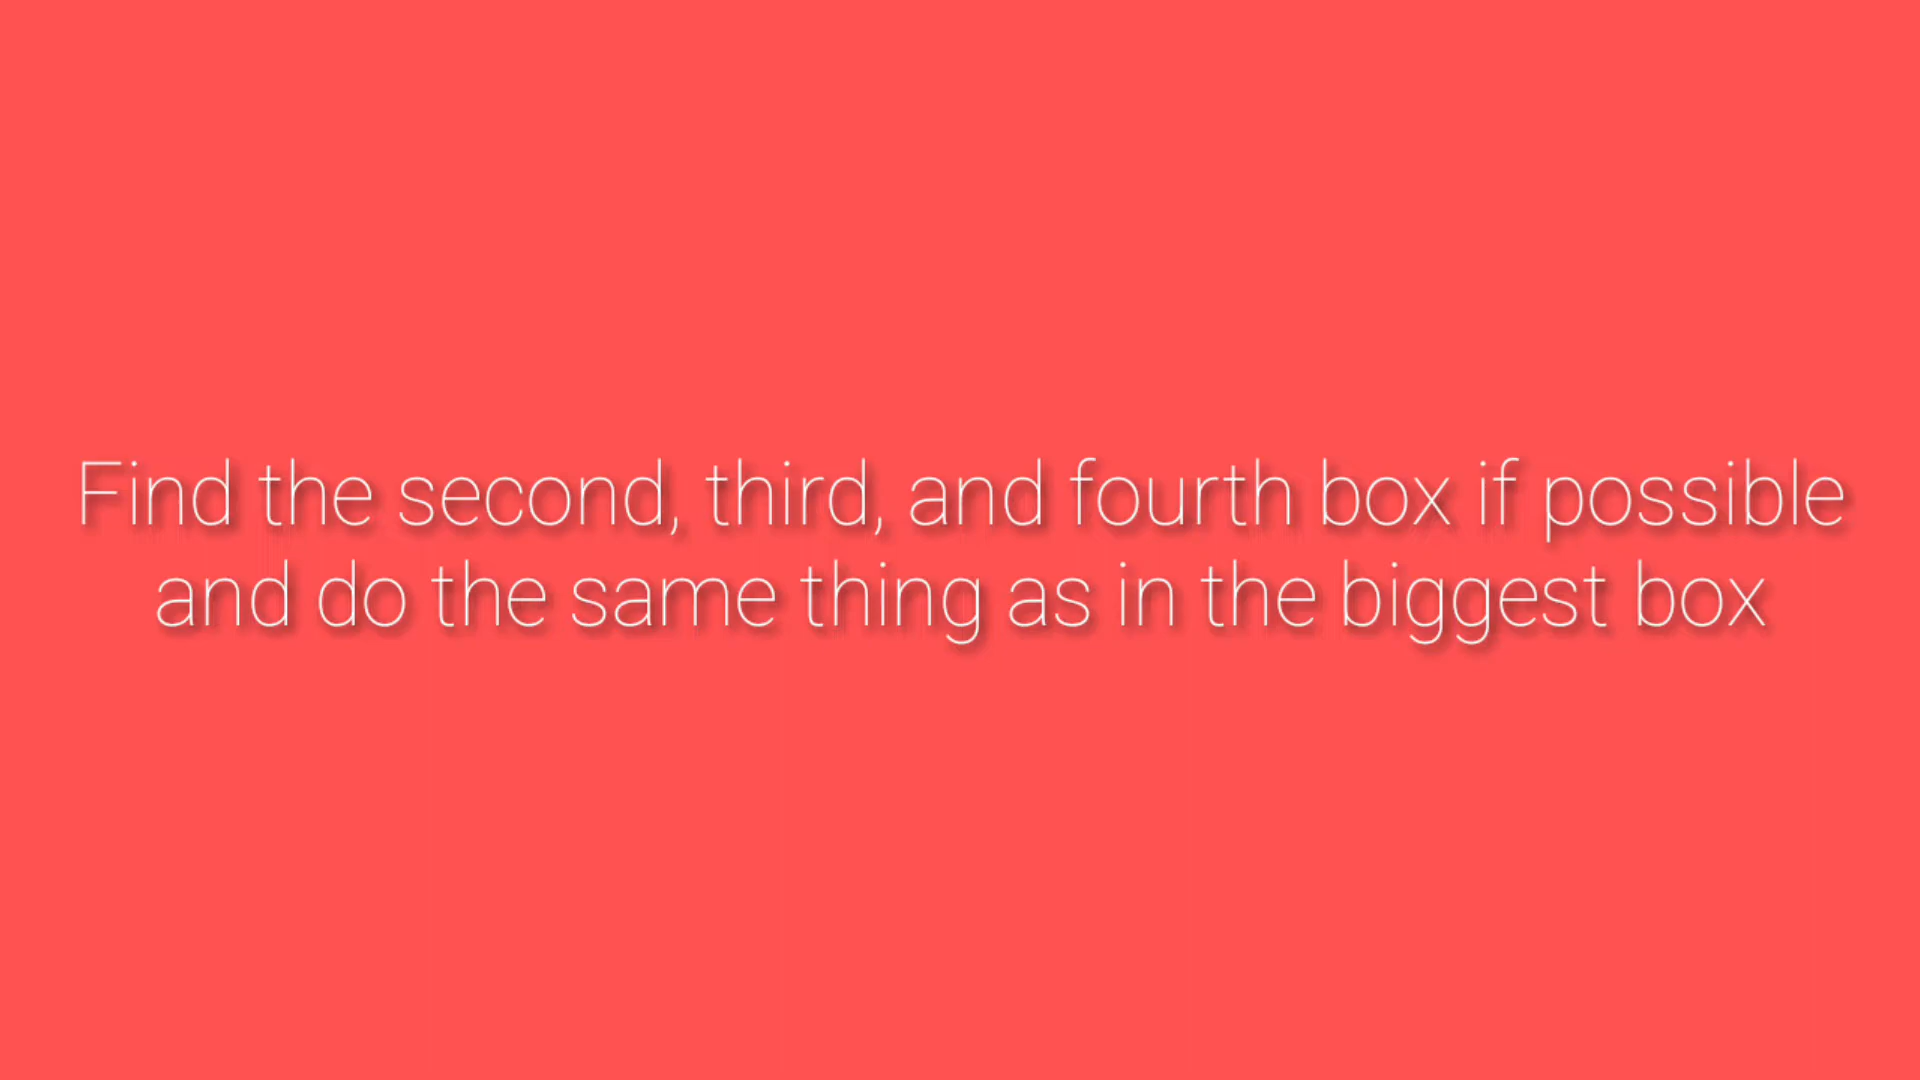 Find the second, third, and fourth box if possible
and do the same thing as in the biggest box